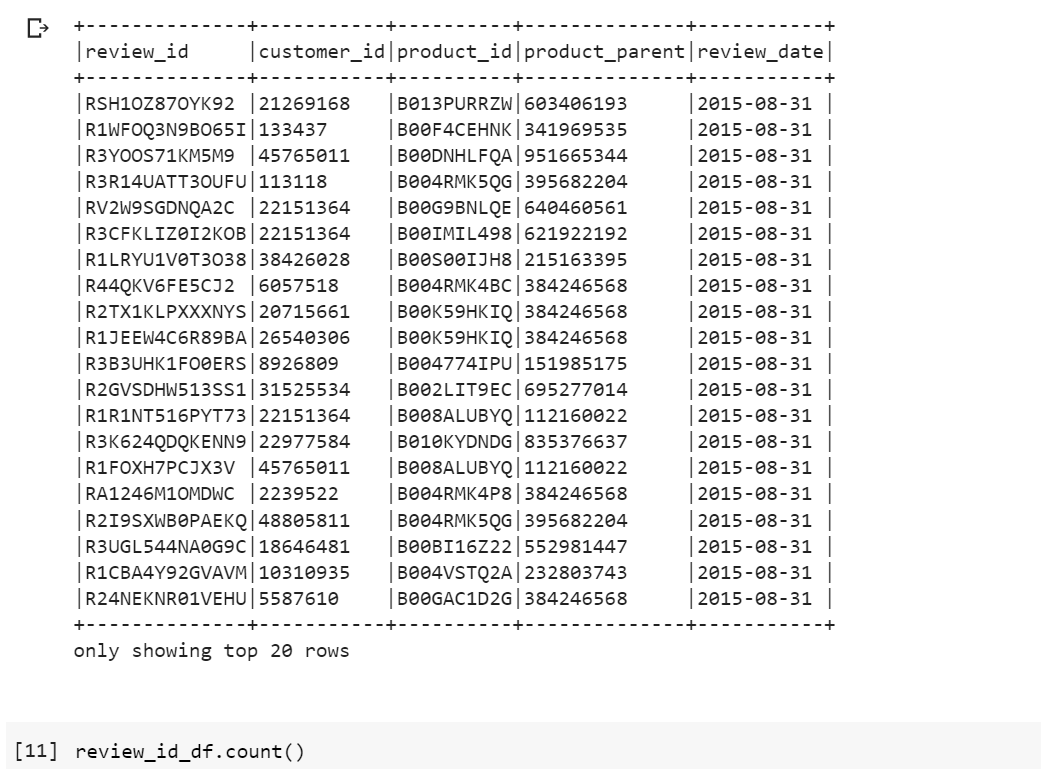 +--------------+-----------+----------+--------------+-----------+
|review_id     |customer_id|product_id|product_parent|review_date|
+--------------+-----------+----------+--------------+-----------+
|RSH1OZ87OYK92 |21269168   |B013PURRZW|603406193     |2015-08-31 |
|R1WFOQ3N9BO65I|133437     |B00F4CEHNK|341969535     |2015-08-31 |
|R3YOOS71KM5M9 |45765011   |B00DNHLFQA|951665344     |2015-08-31 |
|R3R14UATT3OUFU|113118     |B004RMK5QG|395682204     |2015-08-31 |
|RV2W9SGDNQA2C |22151364   |B00G9BNLQE|640460561     |2015-08-31 |
|R3CFKLIZ0I2KOB|22151364   |B00IMIL498|621922192     |2015-08-31 |
|R1LRYU1V0T3O38|38426028   |B00S00IJH8|215163395     |2015-08-31 |
|R44QKV6FE5CJ2 |6057518    |B004RMK4BC|384246568     |2015-08-31 |
|R2TX1KLPXXXNYS|20715661   |B00K59HKIQ|384246568     |2015-08-31 |
|R1JEEW4C6R89BA|26540306   |B00K59HKIQ|384246568     |2015-08-31 |
|R3B3UHK1FO0ERS|8926809    |B004774IPU|151985175     |2015-08-31 |
|R2GVSDHW513SS1|31525534   |B002LIT9EC|695277014     |2015-08-31 |
|R1R1NT516PYT73|22151364   |B008ALUBYQ|112160022     |2015-08-31 |
|R3K624QDQKENN9|22977584   |B010KYDNDG|835376637     |2015-08-31 |
|R1FOXH7PCJX3V |45765011   |B008ALUBYQ|112160022     |2015-08-31 |
|RA1246M1OMDWC |2239522    |B004RMK4P8|384246568     |2015-08-31 |
|R2I9SXWB0PAEKQ|48805811   |B004RMK5QG|395682204     |2015-08-31 |
|R3UGL544NA0G9C|18646481   |B00BI16Z22|552981447     |2015-08-31 |
|R1CBA4Y92GVAVM|10310935   |B004VSTQ2A|232803743     |2015-08-31 |
|R24NEKNR01VEHU|5587610    |B00GAC1D2G|384246568     |2015-08-31 |
+--------------+-----------+----------+--------------+-----------+
only showing top 20 rows
[11] review_id_df.count()